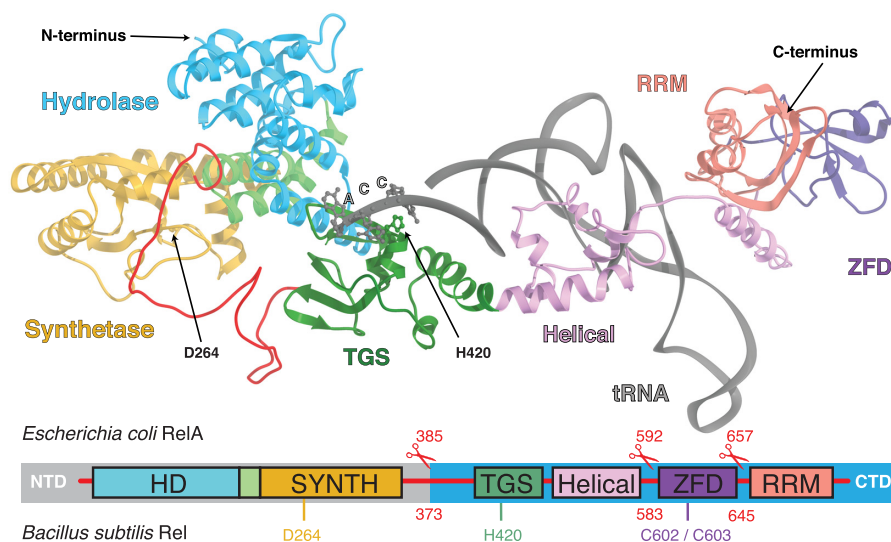 N-terminus
C-terminus
RRM
Hydrolase
A C C
ZFD
Synthetase
D264
TGS
H420
Helical
tRNA
Escherichia coli RelA
385 592 657
NTD HD SYNTH TGS Helical ZFD RRM CTD
373 583 645
Bacillus subtilis Rel D264 H420 C602 / C603